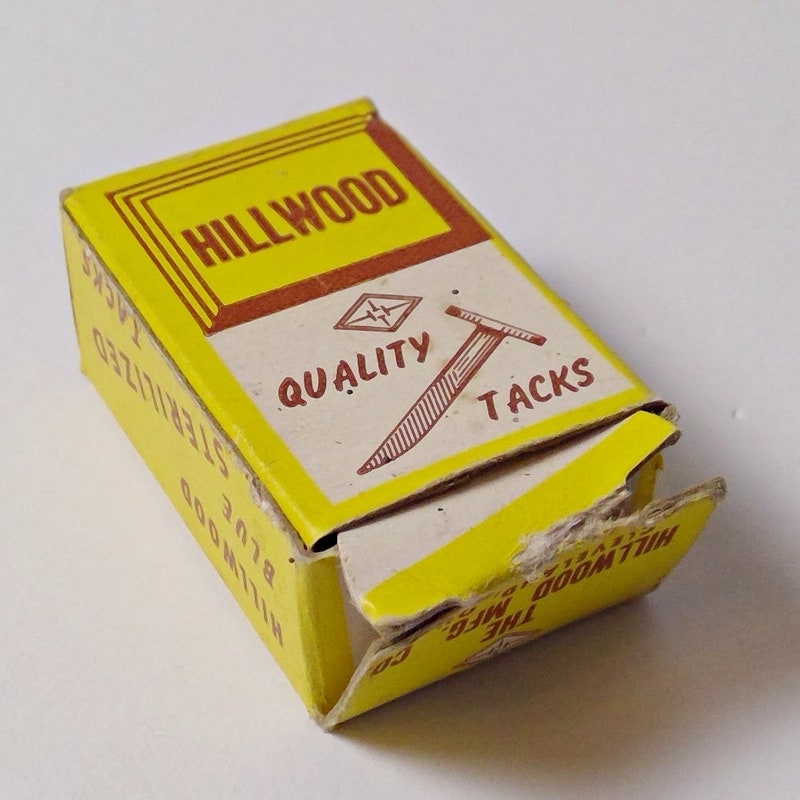 HILLWOOD
QUALITY
TACKS
HILLWOOD
BLUE STERILIZED
TACKS
THE
HILLWOOD MFG. CO